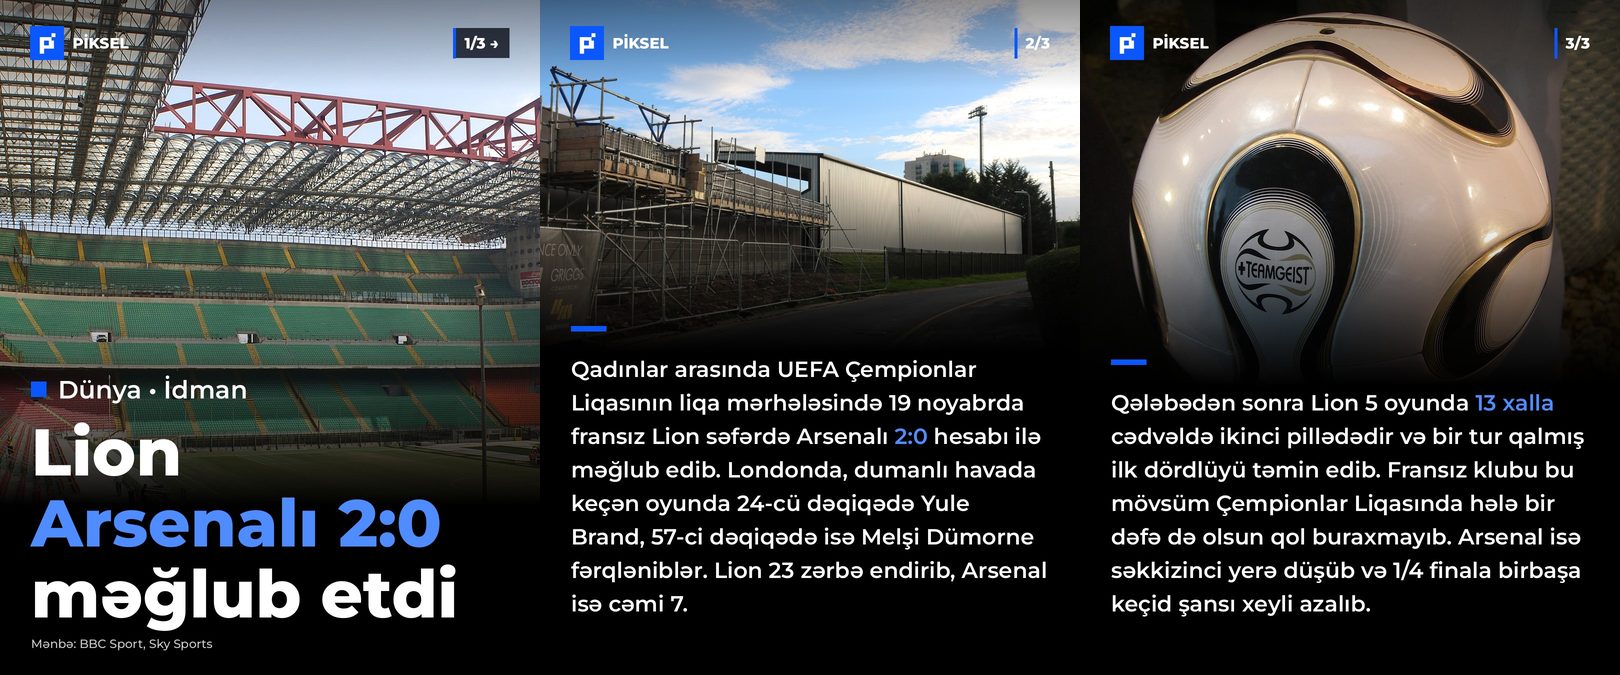 PİKSEL
1/3 →
Dünya • İdman
Lion
Arsenalı 2:0
məğlub etdi
Mənbə: BBC Sport, Sky Sports
PİKSEL
2/3
NCE ONLY
GRIGGS
Qadınlar arasında UEFA Çempionlar
Liqasının liqa mərhələsində 19 noyabrda
fransız Lion səfərdə Arsenalı 2:0 hesabı ilə
məğlub edib. Londonda, dumanlı havada
keçən oyunda 24-cü dəqiqədə Yule
Brand, 57-ci dəqiqədə isə Melşi Dümorne
fərqləniblər. Lion 23 zərbə endirib, Arsenal
isə cəmi 7.
PİKSEL
3/3
+TEAMGEIST
Qələbədən sonra Lion 5 oyunda 13 xalla
cədvəldə ikinci pillədədir və bir tur qalmış
ilk dördlüyü təmin edib. Fransız klubu bu
mövsüm Çempionlar Liqasında hələ bir
dəfə də olsun qol buraxmayıb. Arsenal isə
səkkizinci yerə düşüb və 1/4 finala birbaşa
keçid şansı xeyli azalıb.